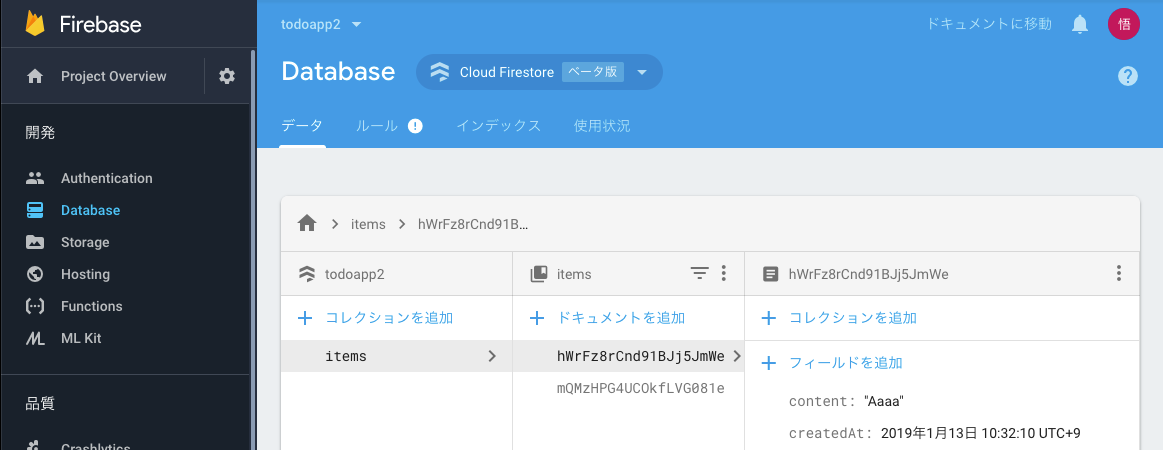 Firebase
todoapp2
ドキュメントに移動
悟
Project Overview
Database
Cloud Firestore ベータ版
開発
データ
ルール
インデックス
使用状況
Authentication
Database
Storage
Hosting
Functions
ML Kit
品質
Crashlytics
items
hWrFz8rCnd91B...
todoapp2
items
hWrFz8rCnd91BJj5JmWe
コレクションを追加
ドキュメントを追加
コレクションを追加
items
hWrFz8rCnd91BJj5JmWe
mQMzHPG4UCOkfLVG081e
フィールドを追加
content: "Aaaa"
createdAt: 2019年1月13日 10:32:10 UTC+9